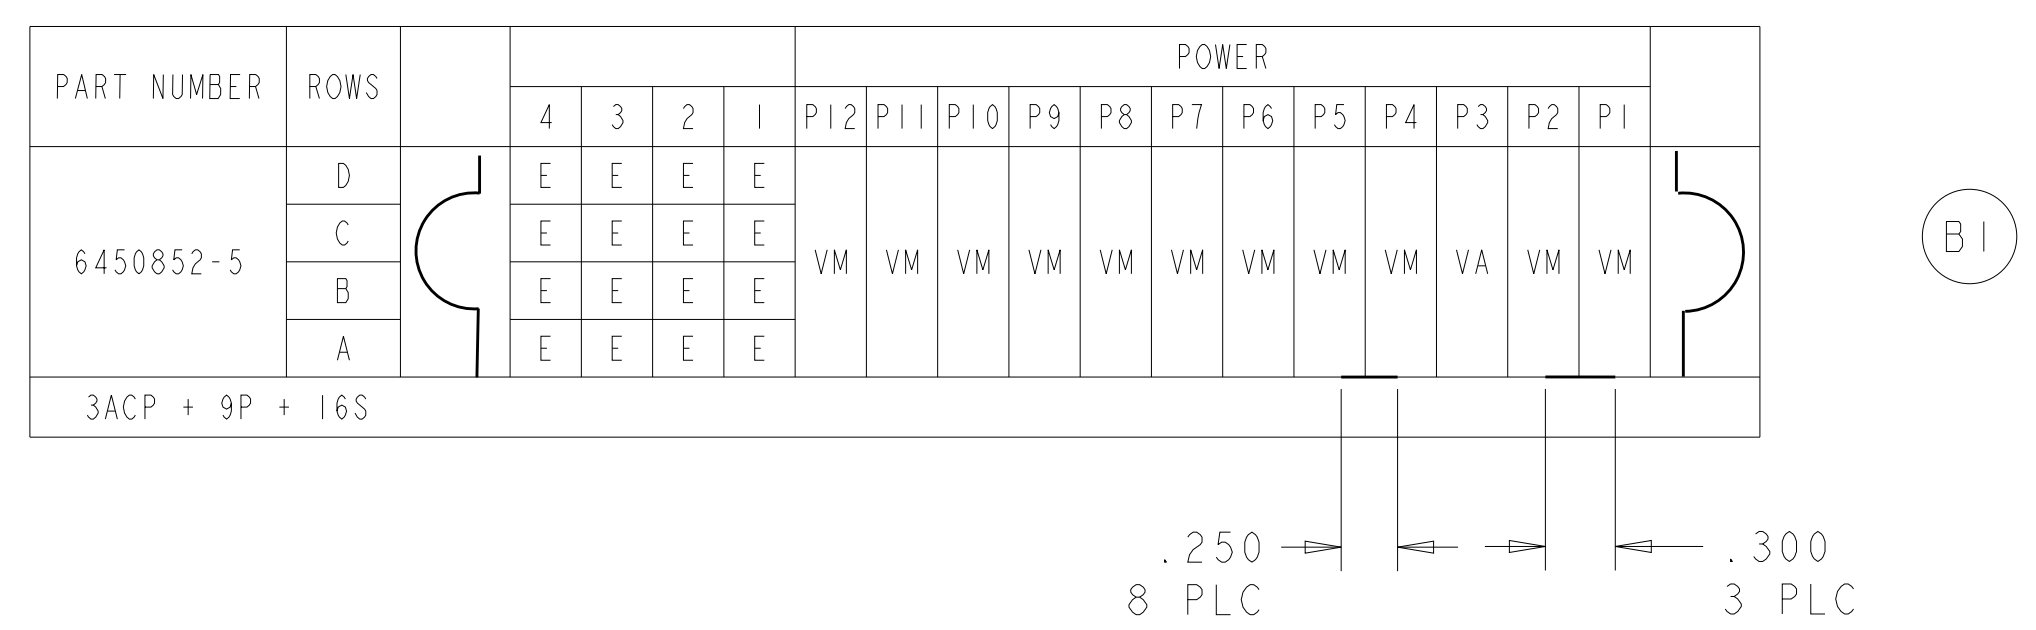 POWER
PART NUMBER ROWS
4 3 2 1 P12 P11 P10 P9 P8 P7 P6 P5 P4 P3 P2 P1
D E E E E
C E E E E
B1
6450852-5 VM VM VM VM VM VM VM VM VM VA VM VM
B E E E E
A E E E E
3ACP + 9P + 16S
.250 .300
8 PLC 3 PLC